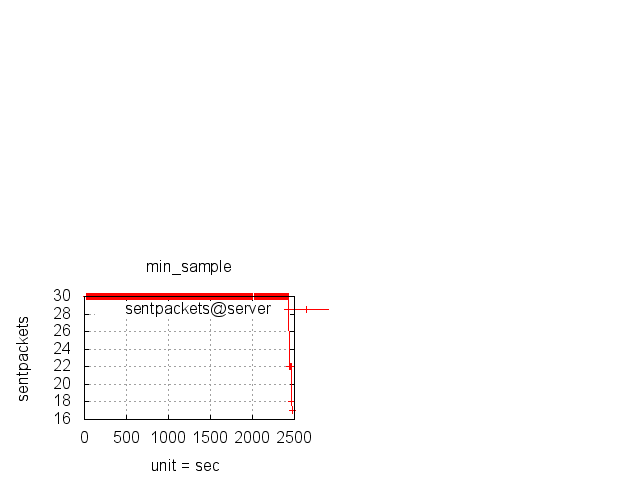 min_sample
30
sentpackets@server
28
26
24
22
20
18
16
sentpackets
0 500 1000 1500 2000 2500
unit = sec